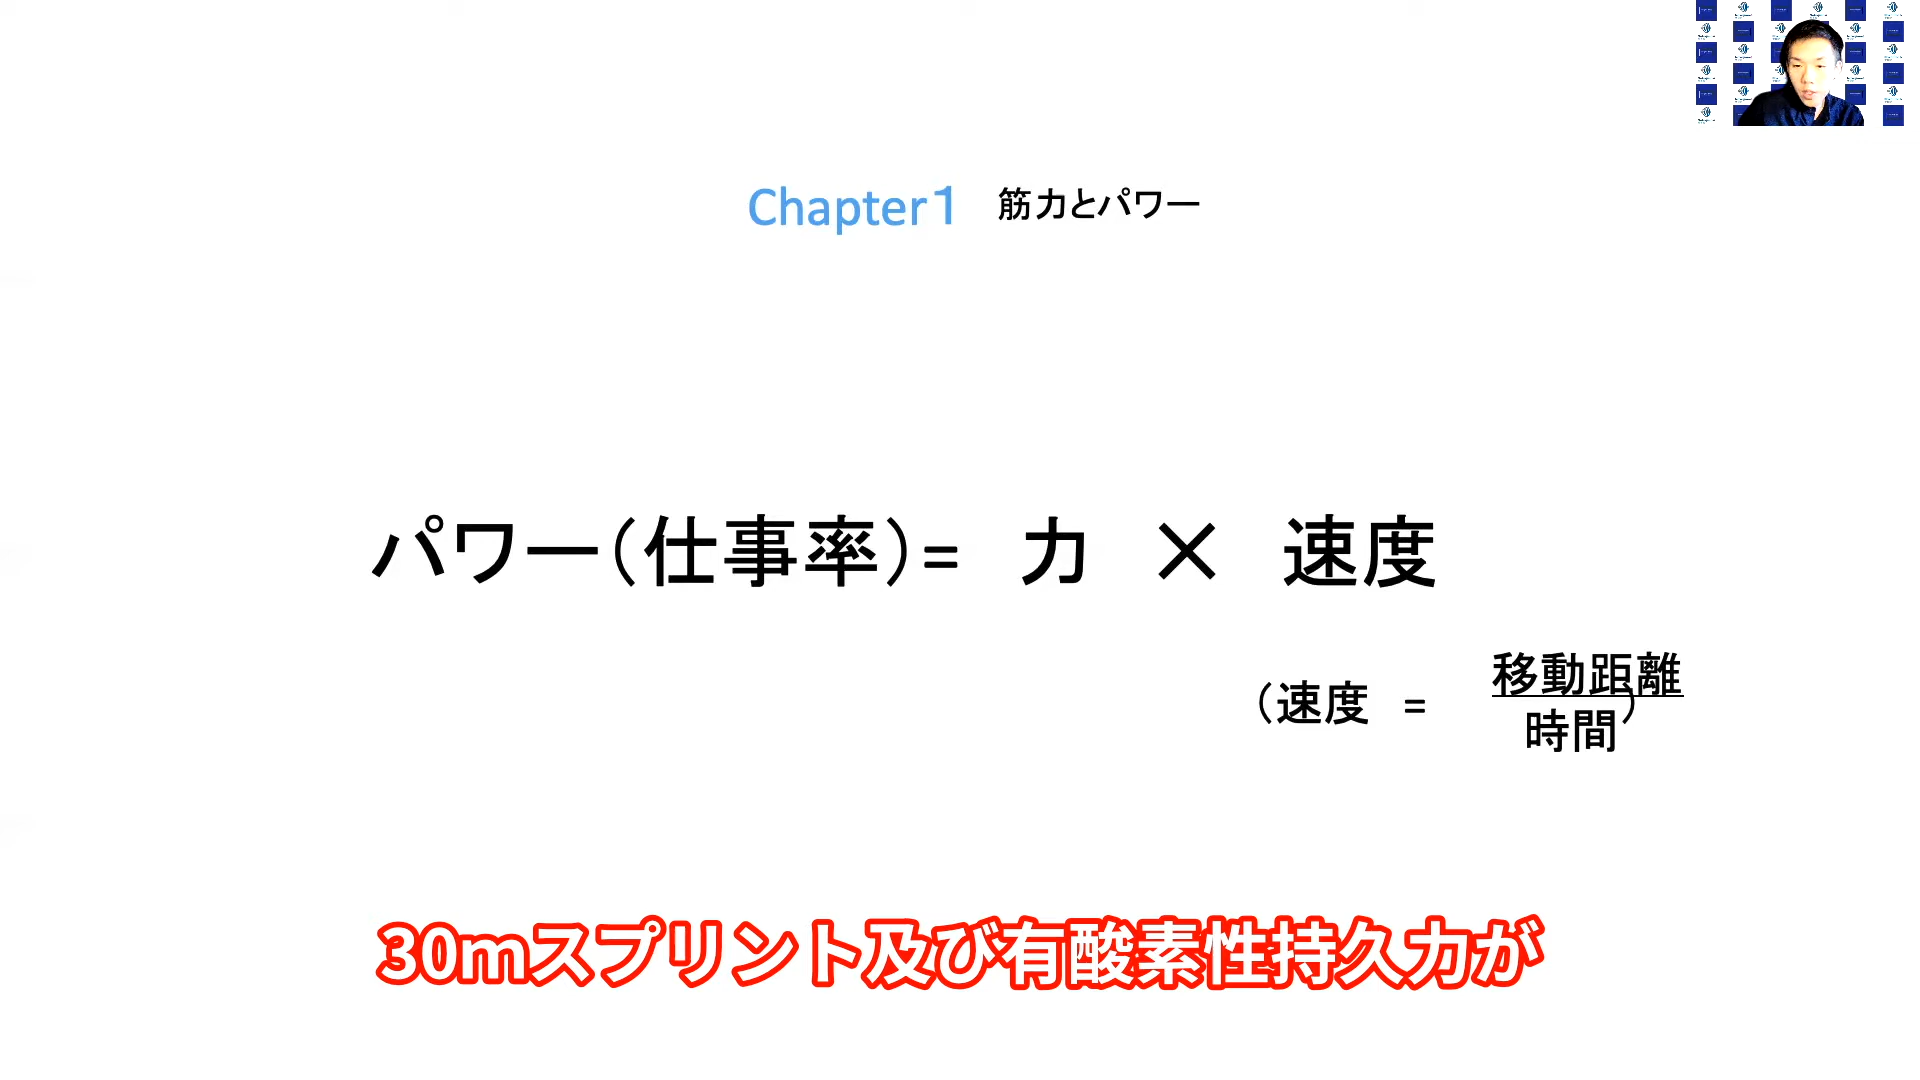 Chapter1 筋力とパワー
パワー（仕事率）= 力 × 速度
（速度 = 移動距離
時間）
30mスプリント及び有酸素性持久力が